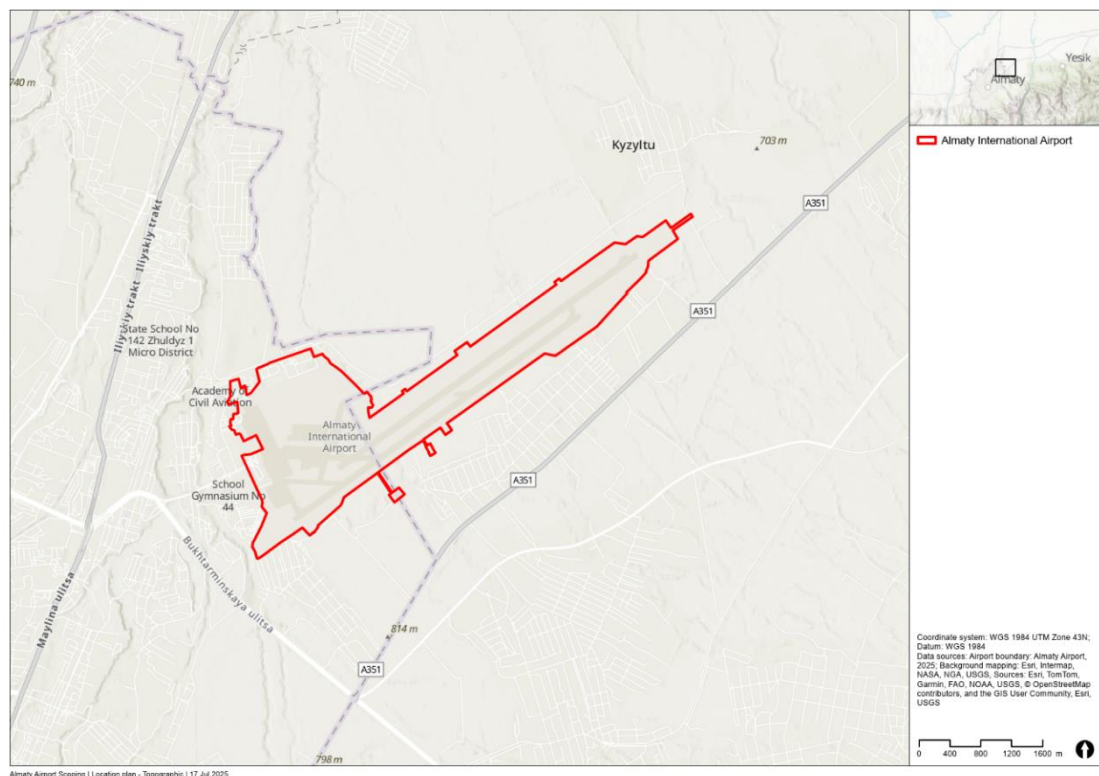 740 m
Iliyskiy trakt Iliyskiy trakt
State School No
142 Zhuldyz 1
Micro District
Academy of
Civil Aviation
School
Gymnasium No
44
Almaty
International
Airport
Kyzyltu
703 m
A351
A351
A351
A351
Maylina ulitsa
Bukhtarminskaya ulitsa
814 m
798 m
Yesik
Almaty
Almaty International Airport
Coordinate system: WGS 1984 UTM Zone 43N;
Datum: WGS 1984
Data sources: Airport boundary: Almaty Airport,
2025; Background mapping: Esri, Intermap,
NASA, NGA, USGS, Sources: Esri, TomTom,
Garmin, FAO, NOAA, USGS, © OpenStreetMap
contributors, and the GIS User Community, Esri,
USGS
0 400 800 1200 1600 m
Almaty Airport Scoping | Location plan - Topographic | 17 Jul 2025